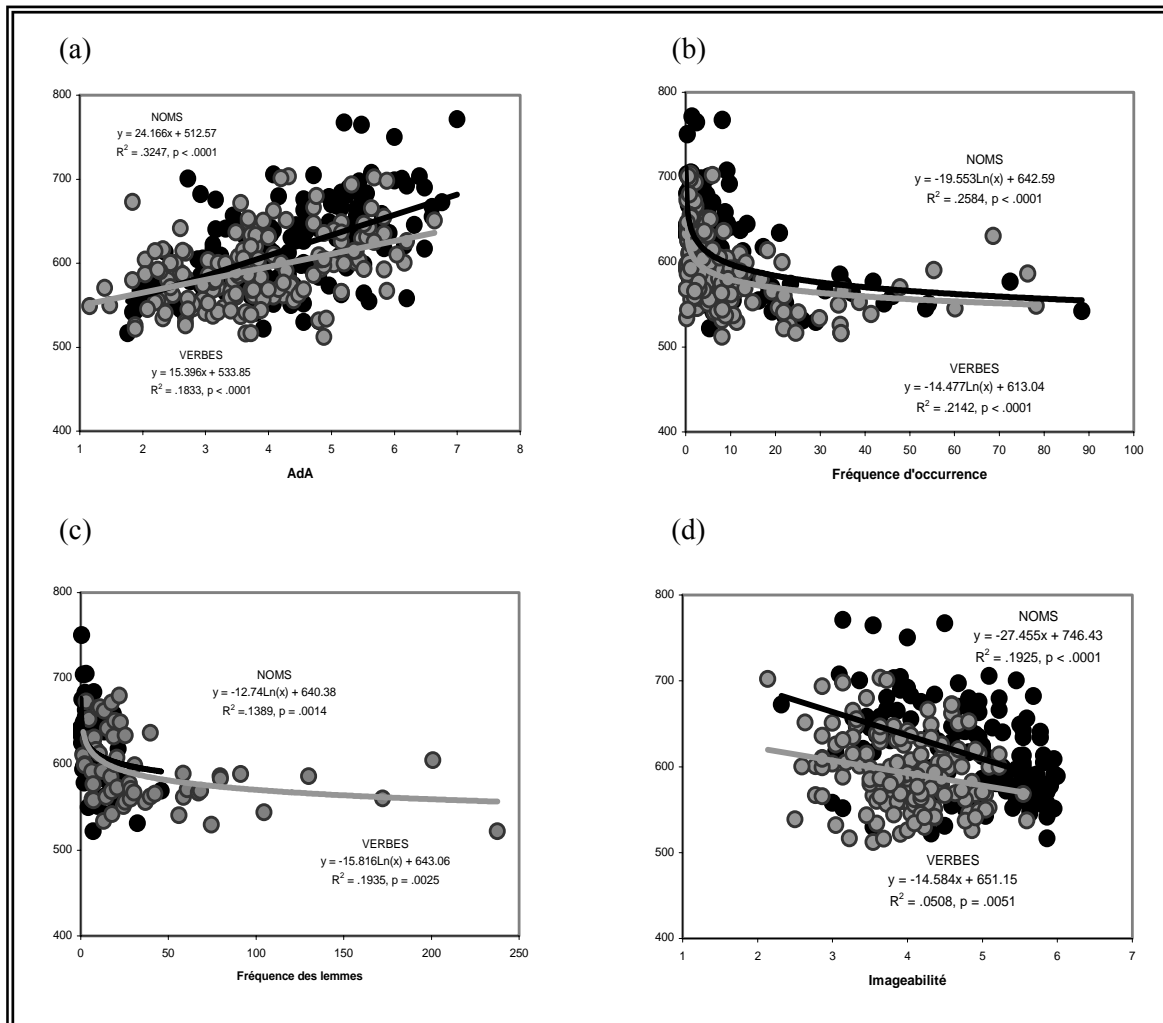 (a)
800
700
600
500
400
NOMS
y = 24.166x + 512.57
R² = .3247, p < .0001
VERBES
y = 15.396x + 533.85
R² = .1833, p < .0001
1 2 3 4 5 6 7 8
AdA
(b)
800
700
600
500
400
NOMS
y = -19.553Ln(x) + 642.59
R² = .2584, p < .0001
VERBES
y = -14.477Ln(x) + 613.04
R² = .2142, p < .0001
0 10 20 30 40 50 60 70 80 90 100
Fréquence d'occurrence
(c)
800
700
600
500
400
NOMS
y = -12.74Ln(x) + 640.38
R² = .1389, p = .0014
VERBES
y = -15.816Ln(x) + 643.06
R² = .1935, p = .0025
0 50 100 150 200 250
Fréquence des lemmes
(d)
800
700
600
500
400
NOMS
y = -27.455x + 746.43
R² = .1925, p < .0001
VERBES
y = -14.584x + 651.15
R² = .0508, p = .0051
1 2 3 4 5 6 7
Imageabilité